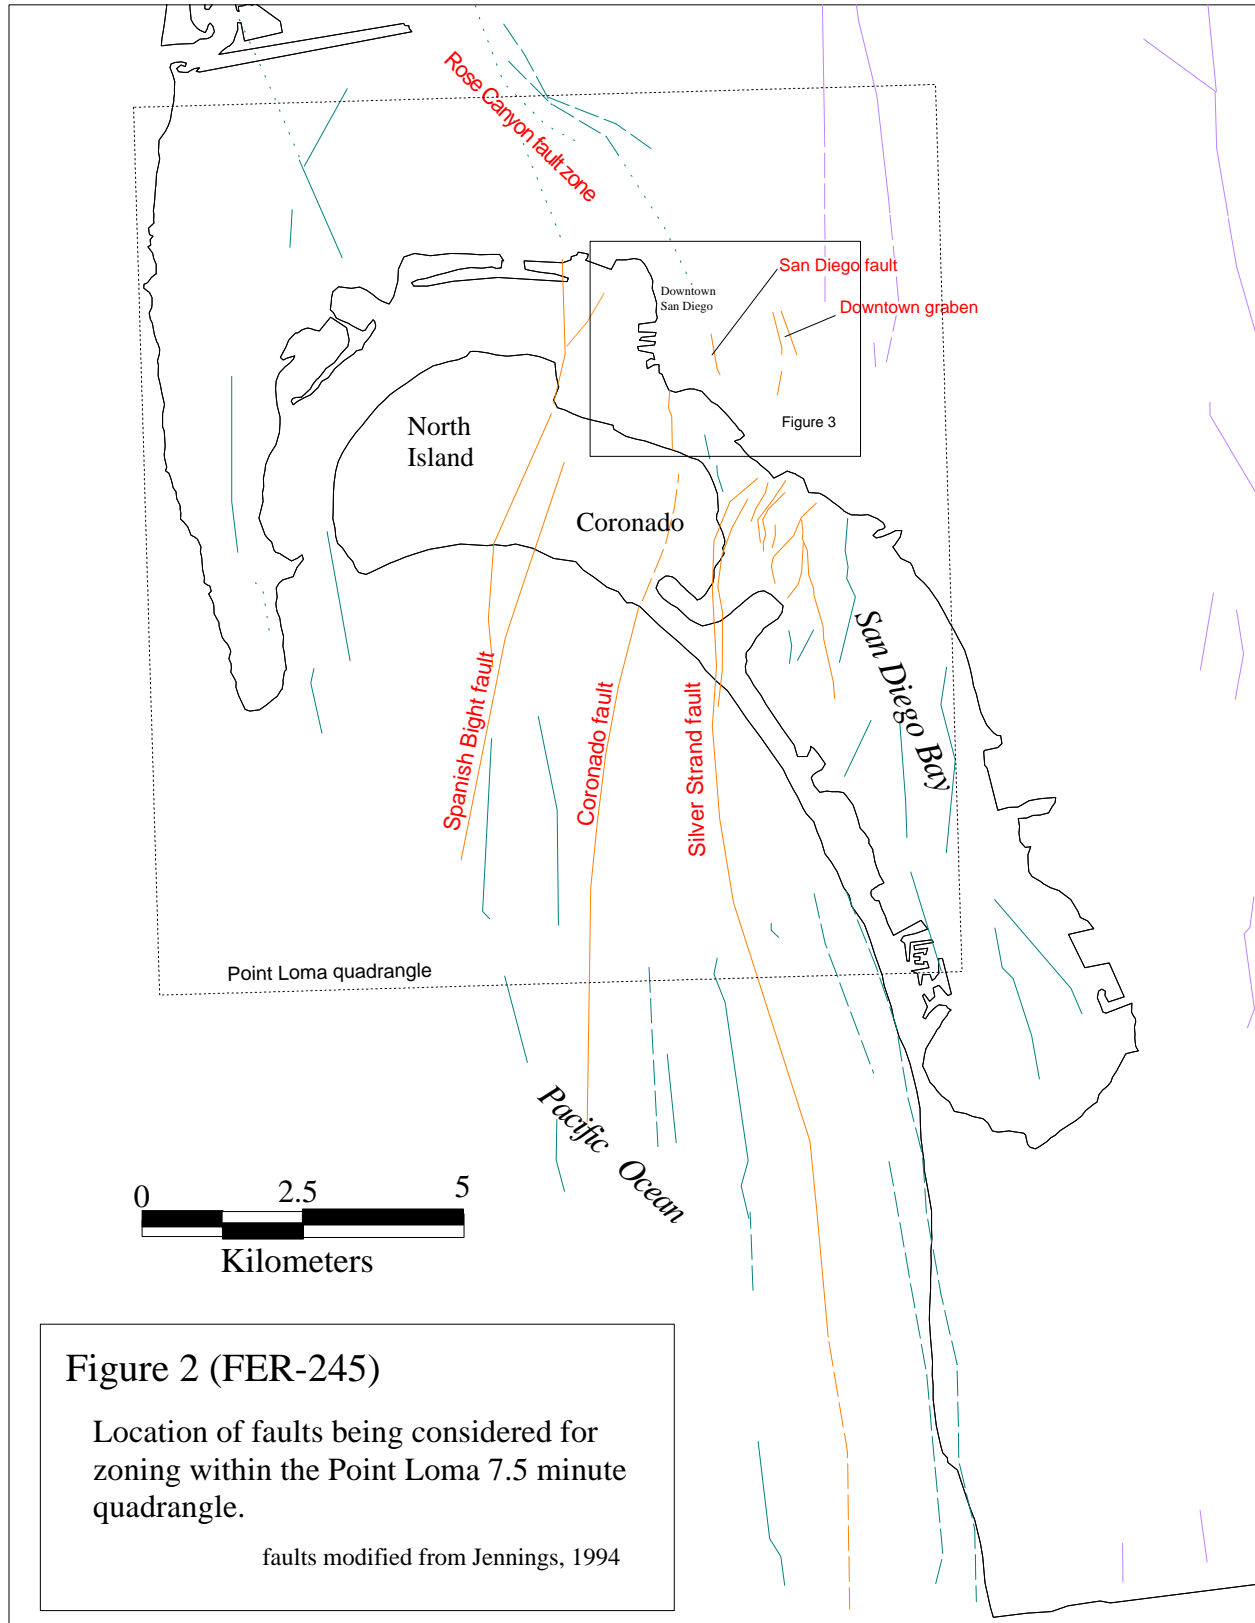 Rose Canyon fault zone
San Diego fault
Downtown
San Diego
Downtown graben
Figure 3
North
Island
Coronado
San Diego Bay
Spanish Bight fault
Coronado fault
Silver Strand fault
Point Loma quadrangle
Pacific Ocean
0 2.5 5
Kilometers
Figure 2 (FER-245)
Location of faults being considered for
zoning within the Point Loma 7.5 minute
quadrangle.
faults modified from Jennings, 1994